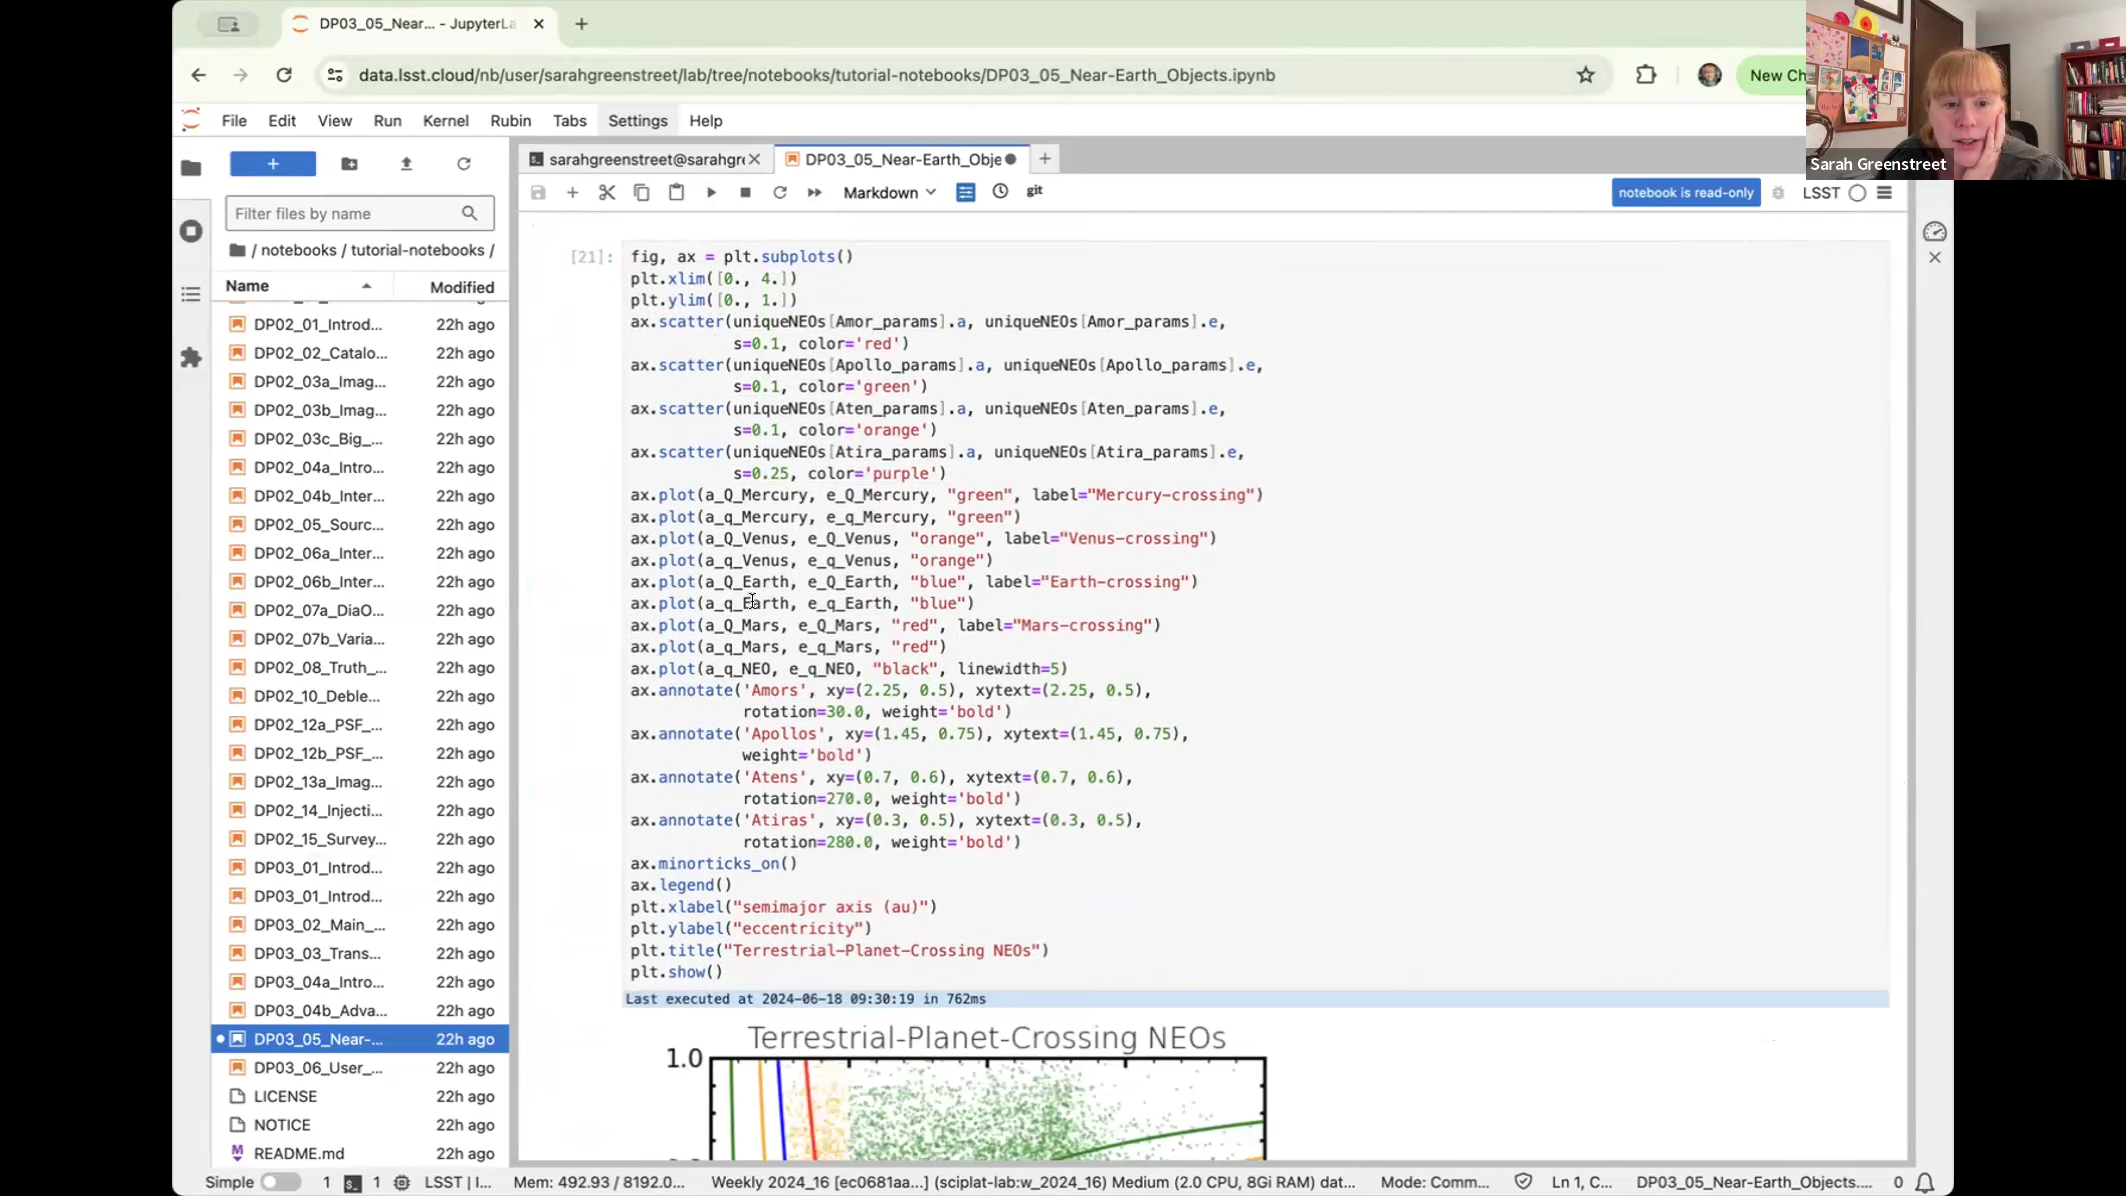 DP03_05_Near... - JupyterLa
data.lsst.cloud/nb/user/sarahgreenstreet/lab/tree/notebooks/tutorial-notebooks/DP03_05_Near-Earth_Objects.ipynb
New Ch
Sarah Greenstreet
File Edit View Run Kernel Rubin Tabs Settings Help
sarahgreenstreet@sarahgre
DP03_05_Near-Earth_Obje
Markdown
git
notebook is read-only
LSST
Filter files by name
/ notebooks / tutorial-notebooks /
Name Modified
DP02_01_Introd... 22h ago
DP02_02_Catalo... 22h ago
DP02_03a_Imag... 22h ago
DP02_03b_Imag... 22h ago
DP02_03c_Big_... 22h ago
DP02_04a_Intro... 22h ago
DP02_04b_Inter... 22h ago
DP02_05_Sourc... 22h ago
DP02_06a_Inter... 22h ago
DP02_06b_Inter... 22h ago
DP02_07a_DiaO... 22h ago
DP02_07b_Varia... 22h ago
DP02_08_Truth_... 22h ago
DP02_10_Deble... 22h ago
DP02_12a_PSF_... 22h ago
DP02_12b_PSF_... 22h ago
DP02_13a_Imag... 22h ago
DP02_14_Injecti... 22h ago
DP02_15_Survey... 22h ago
DP03_01_Introd... 22h ago
DP03_01_Introd... 22h ago
DP03_02_Main_... 22h ago
DP03_03_Trans... 22h ago
DP03_04a_Intro... 22h ago
DP03_04b_Adva... 22h ago
DP03_05_Near-... 22h ago
DP03_06_User_... 22h ago
LICENSE 22h ago
NOTICE 22h ago
README.md 22h ago
[21]:
fig, ax = plt.subplots()
plt.xlim([0., 4.])
plt.ylim([0., 1.])
ax.scatter(uniqueNEOs[Amor_params].a, uniqueNEOs[Amor_params].e,
s=0.1, color='red')
ax.scatter(uniqueNEOs[Apollo_params].a, uniqueNEOs[Apollo_params].e,
s=0.1, color='green')
ax.scatter(uniqueNEOs[Aten_params].a, uniqueNEOs[Aten_params].e,
s=0.1, color='orange')
ax.scatter(uniqueNEOs[Atira_params].a, uniqueNEOs[Atira_params].e,
s=0.25, color='purple')
ax.plot(a_Q_Mercury, e_Q_Mercury, "green", label="Mercury-crossing")
ax.plot(a_q_Mercury, e_q_Mercury, "green")
ax.plot(a_Q_Venus, e_Q_Venus, "orange", label="Venus-crossing")
ax.plot(a_q_Venus, e_q_Venus, "orange")
ax.plot(a_Q_Earth, e_Q_Earth, "blue", label="Earth-crossing")
ax.plot(a_q_Earth, e_q_Earth, "blue")
ax.plot(a_Q_Mars, e_Q_Mars, "red", label="Mars-crossing")
ax.plot(a_q_Mars, e_q_Mars, "red")
ax.plot(a_q_NEO, e_q_NEO, "black", linewidth=5)
ax.annotate('Amors', xy=(2.25, 0.5), xytext=(2.25, 0.5),
rotation=30.0, weight='bold')
ax.annotate('Apollos', xy=(1.45, 0.75), xytext=(1.45, 0.75),
weight='bold')
ax.annotate('Atens', xy=(0.7, 0.6), xytext=(0.7, 0.6),
rotation=270.0, weight='bold')
ax.annotate('Atiras', xy=(0.3, 0.5), xytext=(0.3, 0.5),
rotation=280.0, weight='bold')
ax.minorticks_on()
ax.legend()
plt.xlabel("semimajor axis (au)")
plt.ylabel("eccentricity")
plt.title("Terrestrial-Planet-Crossing NEOs")
plt.show()
Last executed at 2024-06-18 09:30:19 in 762ms
Terrestrial-Planet-Crossing NEOs
1.0
Simple 1 1 LSST | I... Mem: 492.93 / 8192.0... Weekly 2024_16 [ec0681aa...] (sciplat-lab:w_2024_16) Medium (2.0 CPU, 8Gi RAM) dat... Mode: Comm... Ln 1, C... DP03_05_Near-Earth_Objects.... 0